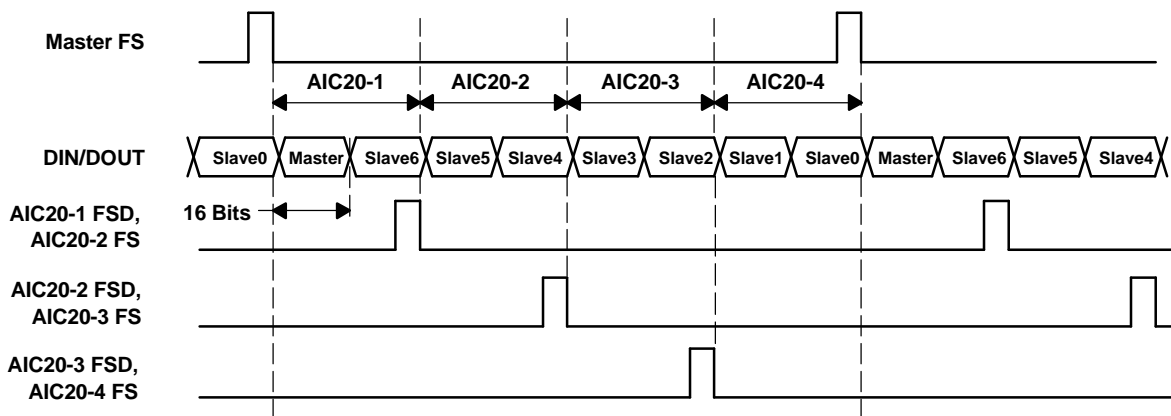 Master FS
AIC20-1 AIC20-2 AIC20-3 AIC20-4
DIN/DOUT Slave0 Master Slave6 Slave5 Slave4 Slave3 Slave2 Slave1 Slave0 Master Slave6 Slave5 Slave4
AIC20-1 FSD,
AIC20-2 FS
16 Bits
AIC20-2 FSD,
AIC20-3 FS
AIC20-3 FSD,
AIC20-4 FS